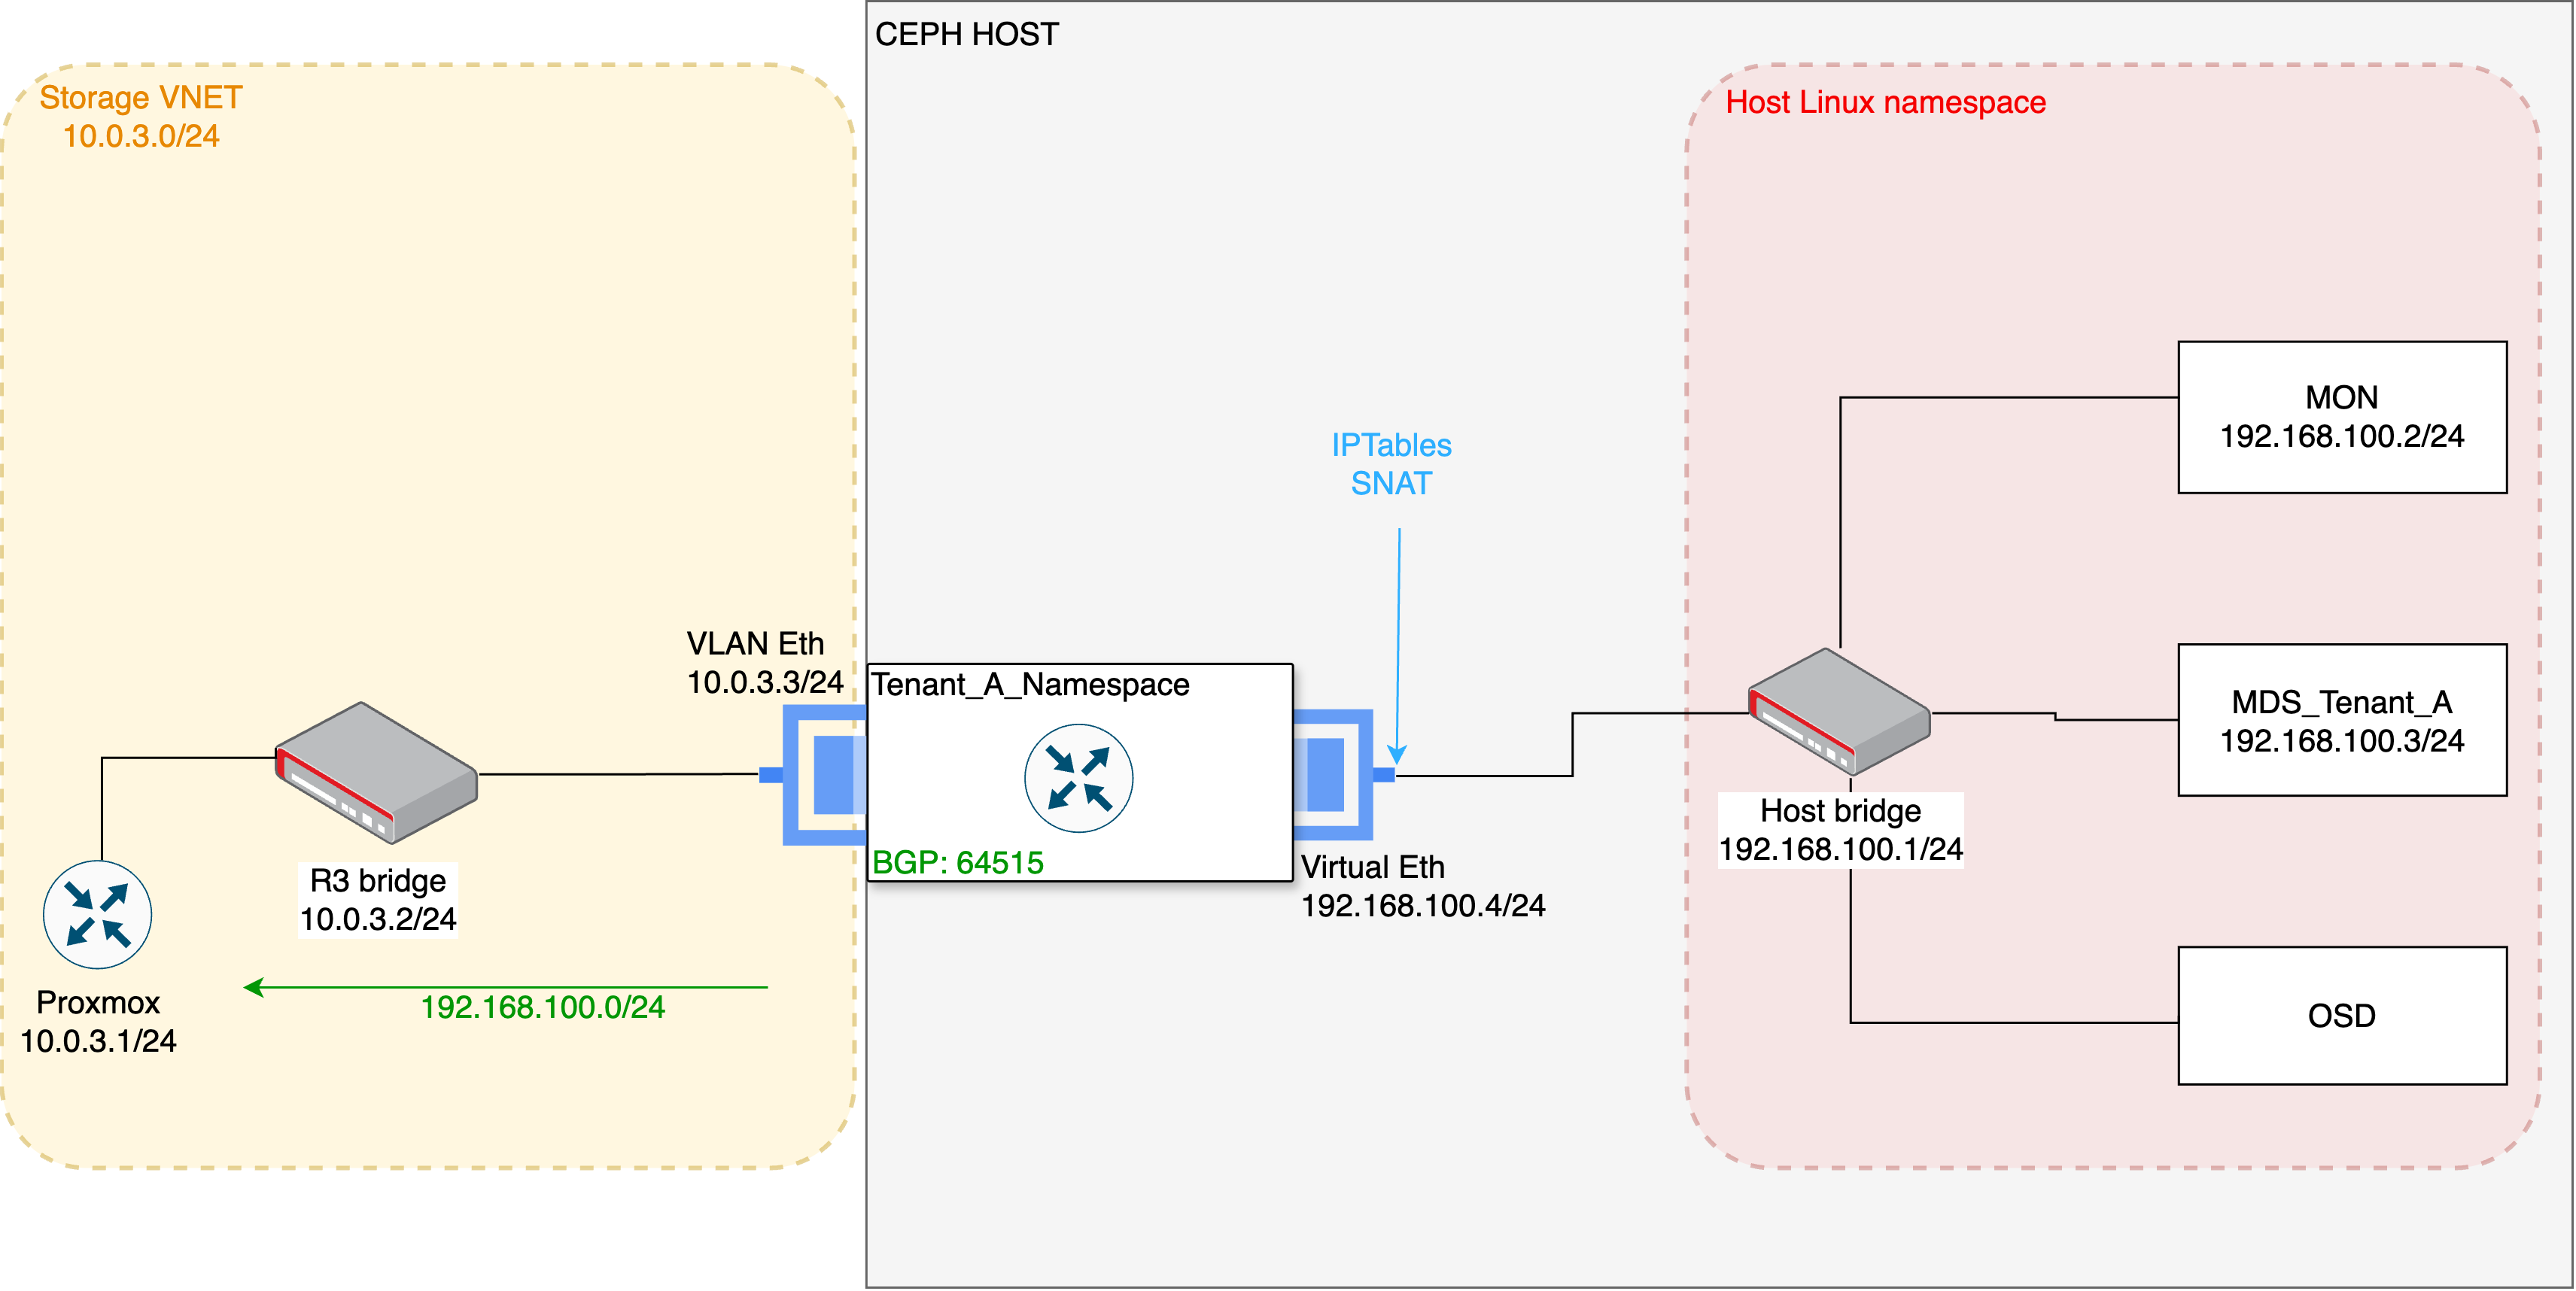 CEPH HOST
Storage VNET
10.0.3.0/24
Host Linux namespace
MON
192.168.100.2/24
IPTables
SNAT
VLAN Eth
10.0.3.3/24
Tenant_A_Namespace
BGP: 64515
Virtual Eth
192.168.100.4/24
MDS_Tenant_A
192.168.100.3/24
Host bridge
192.168.100.1/24
R3 bridge
10.0.3.2/24
192.168.100.0/24
Proxmox
10.0.3.1/24
OSD